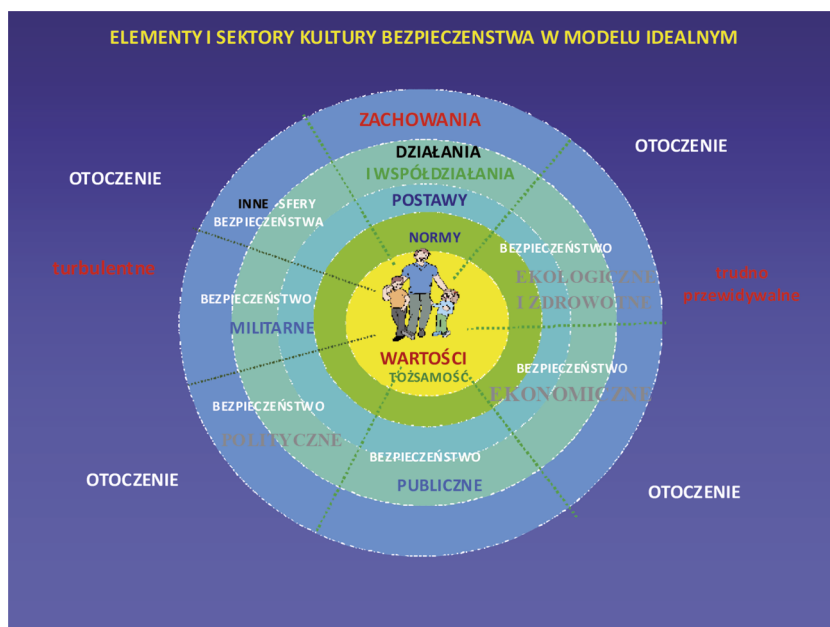 ELEMENTY I SEKTORY KULTURY BEZPIECZENSTWA W MODELU IDEALNYM
ZACHOWANIA
DZIAŁANIA
I WSPÓŁDZIAŁANIA
POSTAWY
NORMY
OTOCZENIE
OTOCZENIE
INNE SFERY
BEZPIECZEŃSTWA
turbulentne
BEZPIECZEŃSTWO
EKOLOGICZNE
I ZDROWOTNE
trudno
przewidywalne
BEZPIECZEŃSTWO
MILITARNE
WARTOŚCI
TOŻSAMOŚĆ
BEZPIECZEŃSTWO
EKONOMICZNE
BEZPIECZEŃSTWO
POLITYCZNE
BEZPIECZEŃSTWO
PUBLICZNE
OTOCZENIE
OTOCZENIE